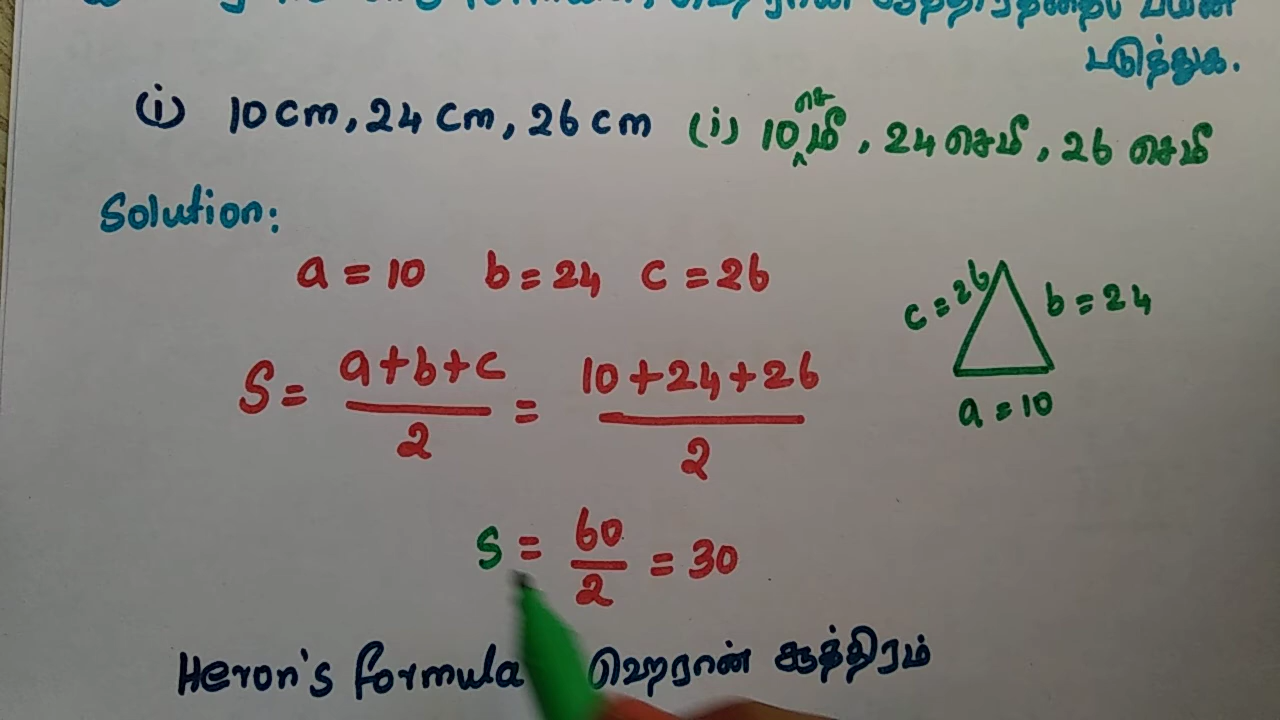 படுத்துக.
(i) 10cm, 24cm, 26cm (i) 10 செமீ, 24 செமீ, 26 செமீ
Solution:
a = 10 b = 24 c = 26
c = 26 b = 24
a = 10
S = a+b+c / 2 = 10+24+26 / 2
S = 60 / 2 = 30
Heron's formula ஹெரான் சூத்திரம்